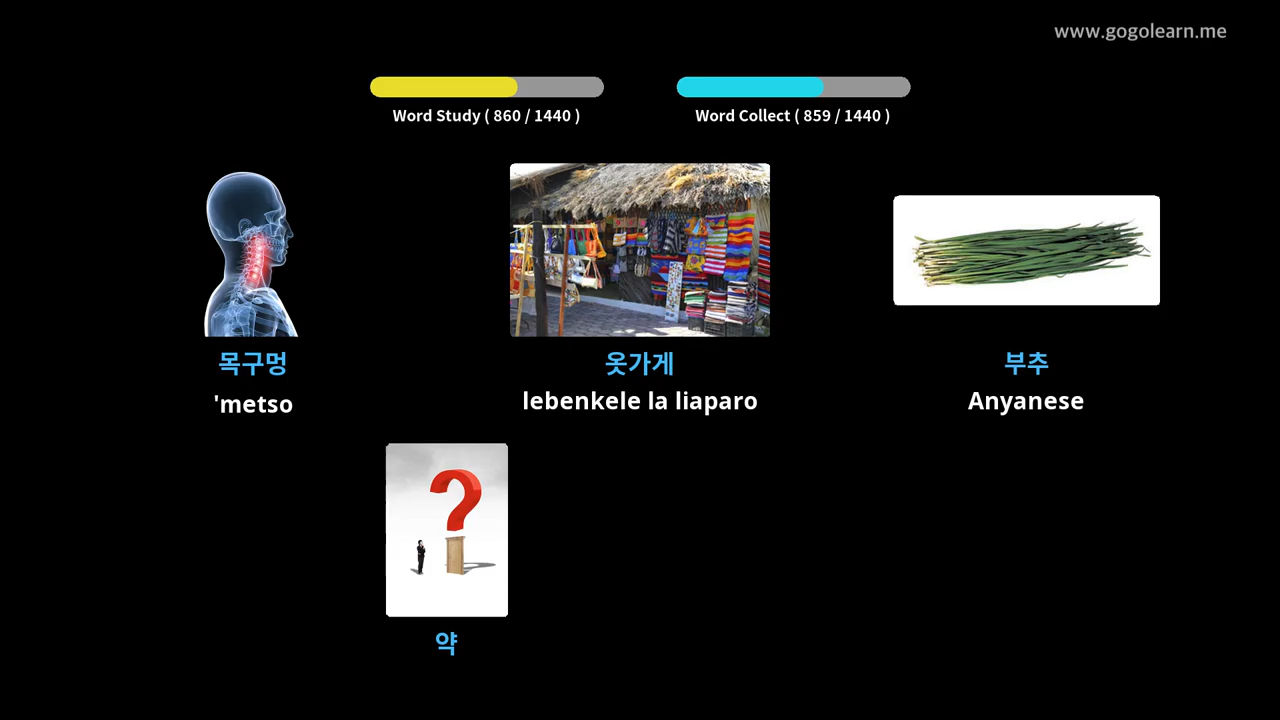 www.gogolearn.me
Word Study ( 860 / 1440 )
Word Collect ( 859 / 1440 )
목구멍
'metso
옷가게
lebenkele la liaparo
부추
Anyanese
약